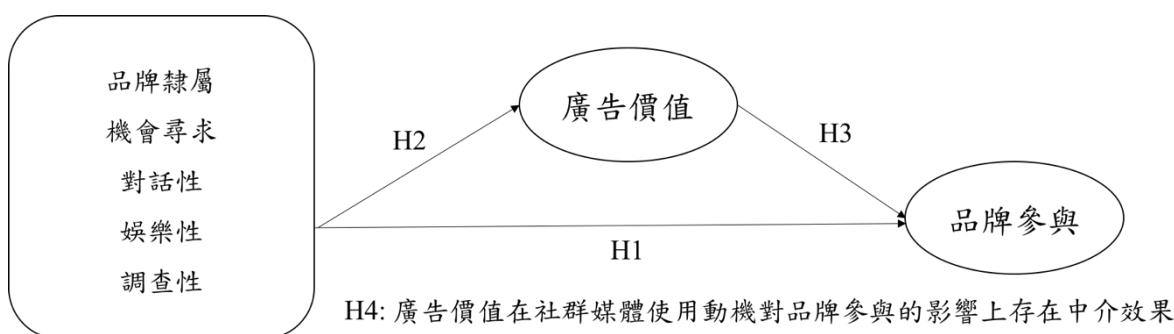 品牌隸屬
機會尋求
對話性
娛樂性
調查性
廣告價值
品牌參與
H2
H3
H1
H4: 廣告價值在社群媒體使用動機對品牌參與的影響上存在中介效果